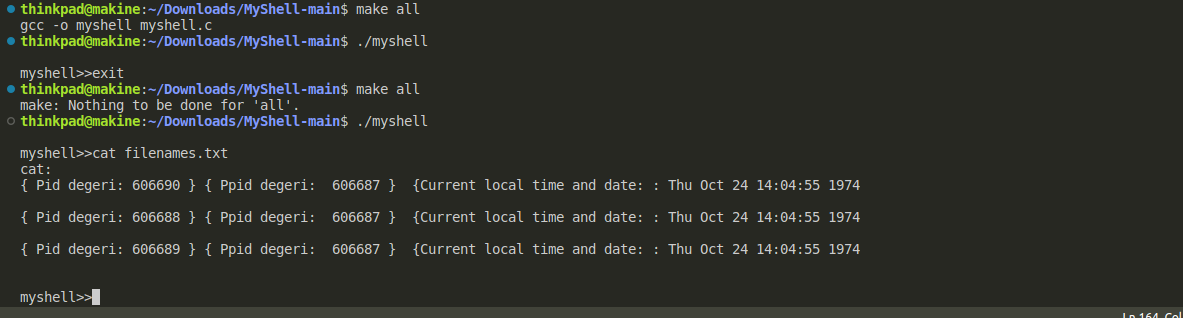 thinkpad@makine:~/Downloads/MyShell-main$ make all
gcc -o myshell myshell.c
thinkpad@makine:~/Downloads/MyShell-main$ ./myshell
myshell>>exit
thinkpad@makine:~/Downloads/MyShell-main$ make all
make: Nothing to be done for 'all'.
thinkpad@makine:~/Downloads/MyShell-main$ ./myshell
myshell>>cat filenames.txt
cat:
{ Pid degeri: 606690 } { Ppid degeri:  606687 }  {Current local time and date: : Thu Oct 24 14:04:55 1974
{ Pid degeri: 606688 } { Ppid degeri:  606687 }  {Current local time and date: : Thu Oct 24 14:04:55 1974
{ Pid degeri: 606689 } { Ppid degeri:  606687 }  {Current local time and date: : Thu Oct 24 14:04:55 1974
myshell>>
Ln 164, Col